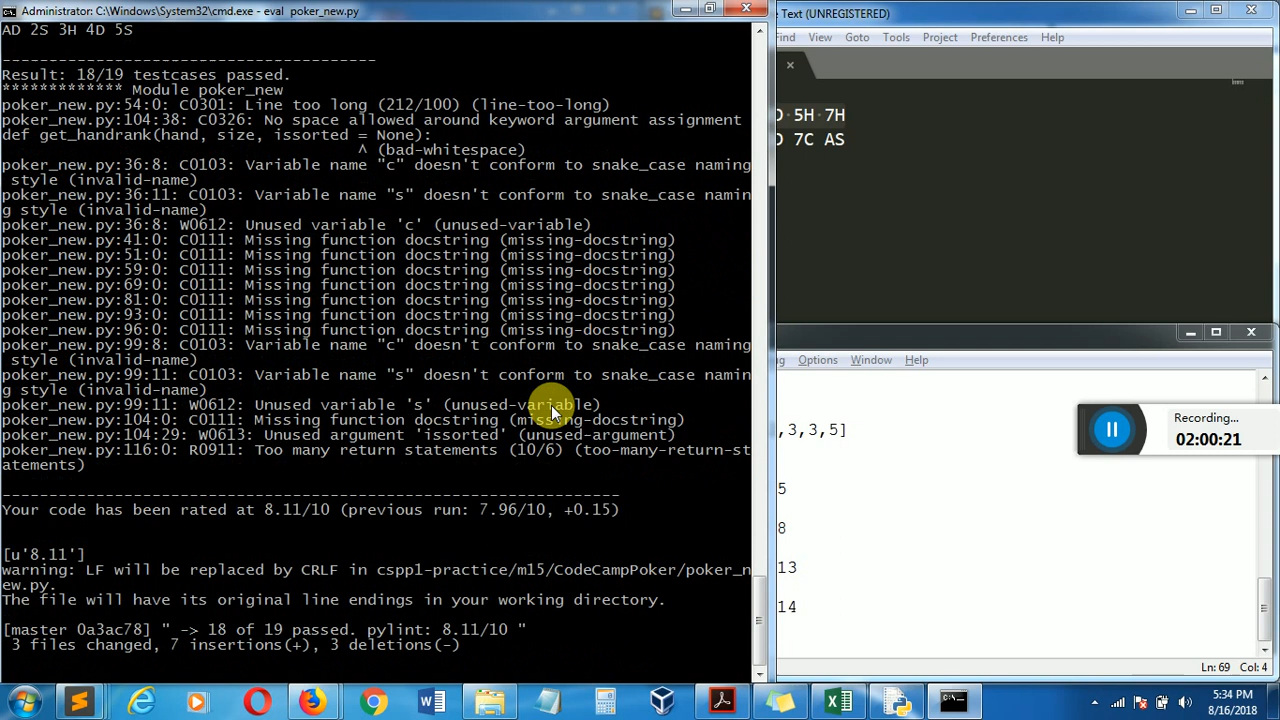 Administrator: C:\Windows\System32\cmd.exe - eval  poker_new.py
AD 2S 3H 4D 5S
----------------------------------------
Result: 18/19 testcases passed.
************* Module poker_new
poker_new.py:54:0: C0301: Line too long (212/100) (line-too-long)
poker_new.py:104:38: C0326: No space allowed around keyword argument assignment
def get_handrank(hand, size, issorted = None):
^ (bad-whitespace)
poker_new.py:36:8: C0103: Variable name "c" doesn't conform to snake_case naming
style (invalid-name)
poker_new.py:36:11: C0103: Variable name "s" doesn't conform to snake_case namin
g style (invalid-name)
poker_new.py:36:8: W0612: Unused variable 'c' (unused-variable)
poker_new.py:41:0: C0111: Missing function docstring (missing-docstring)
poker_new.py:51:0: C0111: Missing function docstring (missing-docstring)
poker_new.py:59:0: C0111: Missing function docstring (missing-docstring)
poker_new.py:69:0: C0111: Missing function docstring (missing-docstring)
poker_new.py:81:0: C0111: Missing function docstring (missing-docstring)
poker_new.py:93:0: C0111: Missing function docstring (missing-docstring)
poker_new.py:96:0: C0111: Missing function docstring (missing-docstring)
poker_new.py:99:8: C0103: Variable name "c" doesn't conform to snake_case naming
style (invalid-name)
poker_new.py:99:11: C0103: Variable name "s" doesn't conform to snake_case namin
g style (invalid-name)
poker_new.py:99:11: W0612: Unused variable 's' (unused-variable)
poker_new.py:104:0: C0111: Missing function docstring (missing-docstring)
poker_new.py:104:29: W0613: Unused argument 'issorted' (unused-argument)
poker_new.py:116:0: R0911: Too many return statements (10/6) (too-many-return-st
atements)
------------------------------------------------------------------
Your code has been rated at 8.11/10 (previous run: 7.96/10, +0.15)
[u'8.11']
warning: LF will be replaced by CRLF in cspp1-practice/m15/CodeCampPoker/poker_n
ew.py.
The file will have its original line endings in your working directory.
[master 0a3ac78] " -> 18 of 19 passed. pylint: 8.11/10 "
3 files changed, 7 insertions(+), 3 deletions(-)
e Text (UNREGISTERED)
Find View Goto Tools Project Preferences Help
D 5H 7H
D 7C AS
Options Window Help
,3,3,5]
5
8
13
14
Recording...
02:00:21
Ln: 69 Col: 4
5:34 PM
8/16/2018